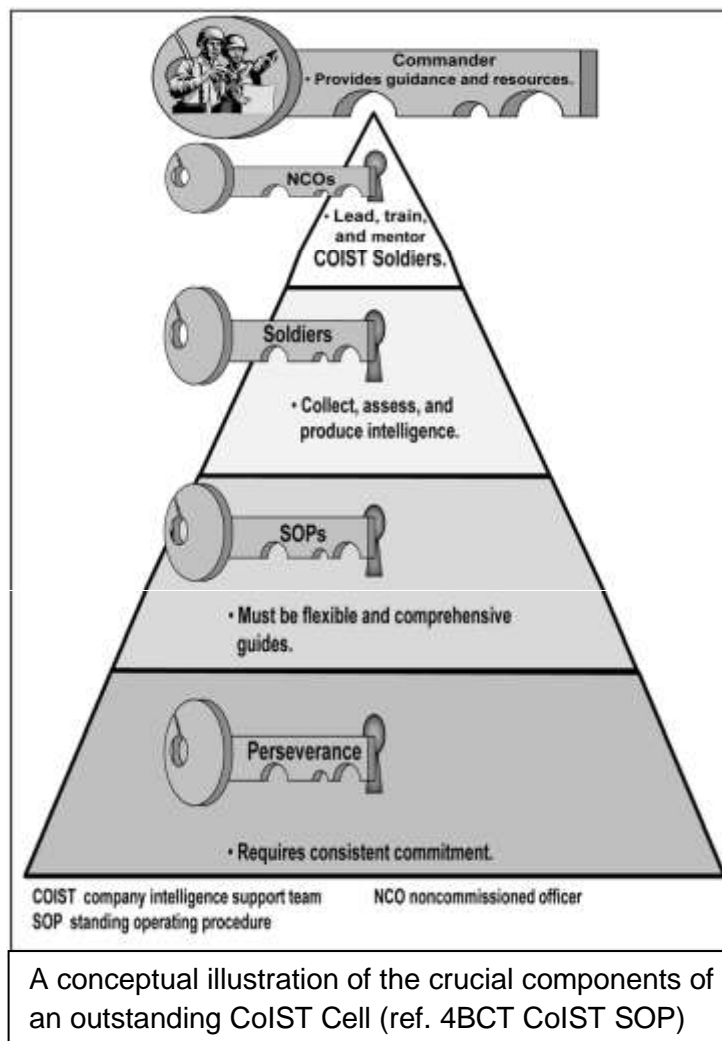 Commander
• Provides guidance and resources.
NCOs
• Lead, train,
and mentor
COIST Soldiers.
Soldiers
• Collect, assess, and
produce intelligence.
SOPs
• Must be flexible and comprehensive
guides.
Perseverance
• Requires consistent commitment.
COIST company intelligence support team
NCO noncommissioned officer
SOP standing operating procedure
A conceptual illustration of the crucial components of
an outstanding CoIST Cell (ref. 4BCT CoIST SOP)